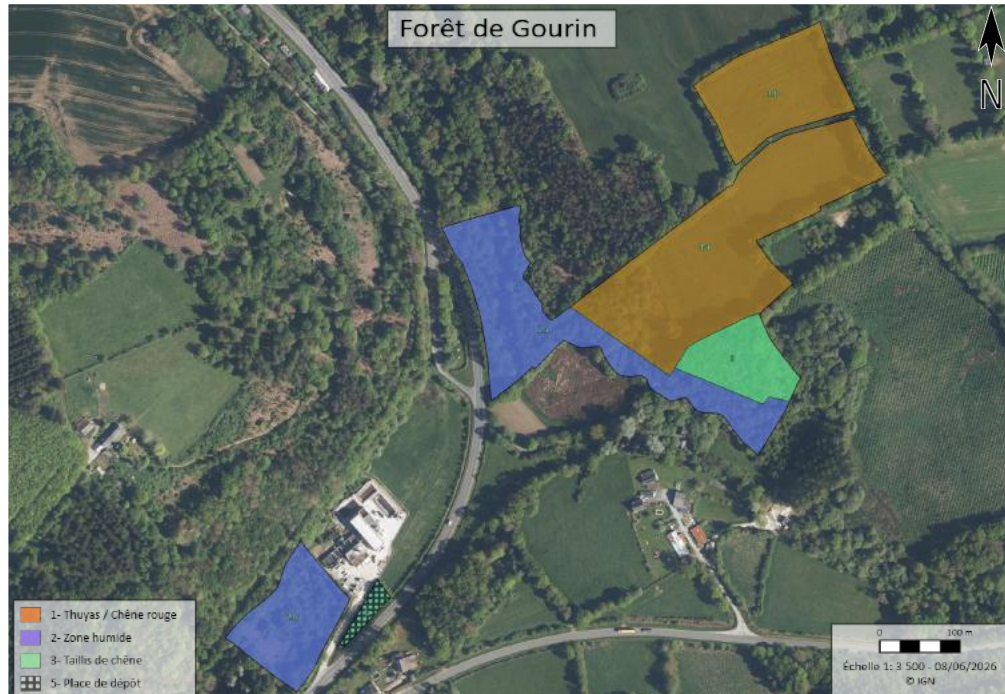 Forêt de Gourin
N
3
1- Thuyas / Chêne rouge
2- Zone humide
3- Taillis de chêne
5- Place de dépôt
0 100 m
Échelle 1: 3 500 - 08/06/2026
© IGN